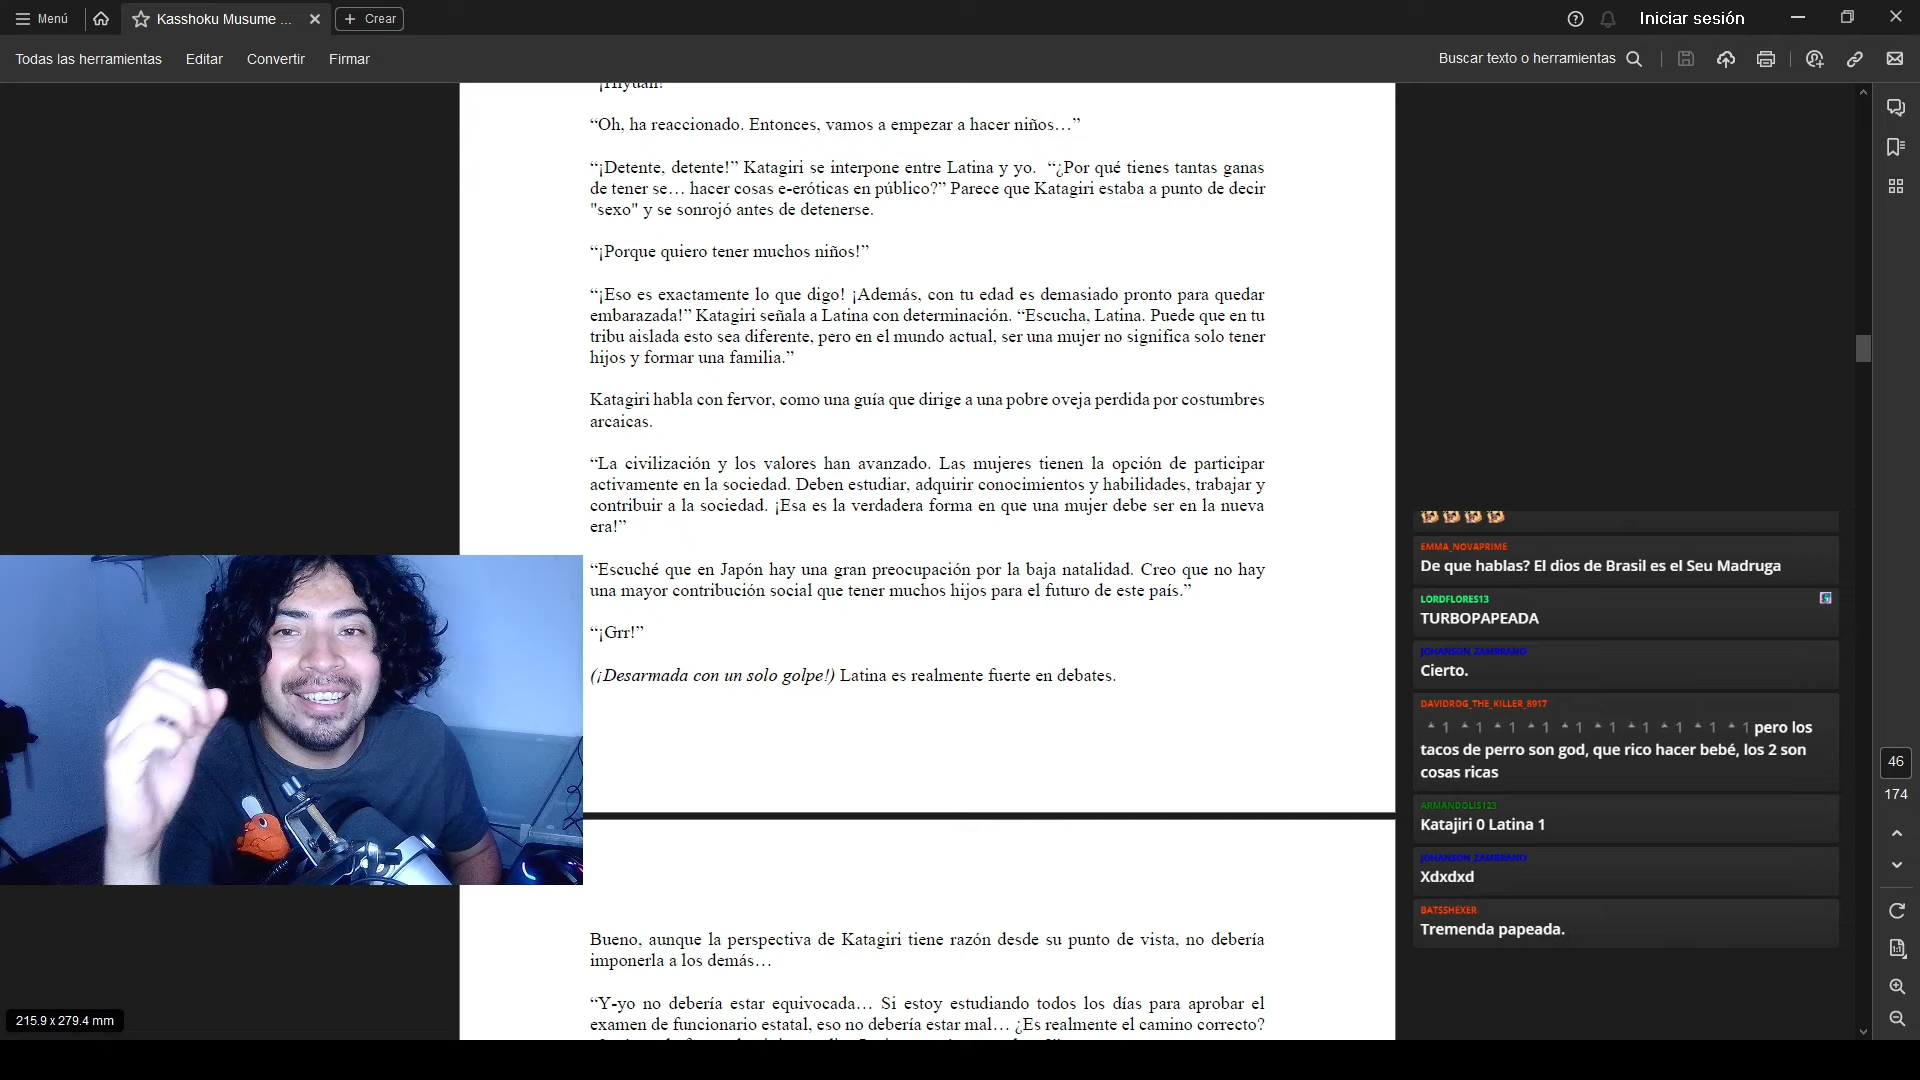 Menú
Kasshoku Musume ...
Crear
Iniciar sesión
Todas las herramientas
Editar
Convertir
Firmar
Buscar texto o herramientas
“Oh, ha reaccionado. Entonces, vamos a empezar a hacer niños…”
“¡Detente, detente!” Katagiri se interpone entre Latina y yo. “¿Por qué tienes tantas ganas
de tener se… hacer cosas e-eróticas en público?” Parece que Katagiri estaba a punto de decir
"sexo" y se sonrojó antes de detenerse.
“¡Porque quiero tener muchos niños!”
“¡Eso es exactamente lo que digo! ¡Además, con tu edad es demasiado pronto para quedar
embarazada!” Katagiri señala a Latina con determinación. “Escucha, Latina. Puede que en tu
tribu aislada esto sea diferente, pero en el mundo actual, ser una mujer no significa solo tener
hijos y formar una familia.”
Katagiri habla con fervor, como una guía que dirige a una pobre oveja perdida por costumbres
arcaicas.
“La civilización y los valores han avanzado. Las mujeres tienen la opción de participar
activamente en la sociedad. Deben estudiar, adquirir conocimientos y habilidades, trabajar y
contribuir a la sociedad. ¡Esa es la verdadera forma en que una mujer debe ser en la nueva
era!”
“Escuché que en Japón hay una gran preocupación por la baja natalidad. Creo que no hay
una mayor contribución social que tener muchos hijos para el futuro de este país.”
“¡Grr!”
(¡Desarmada con un solo golpe!) Latina es realmente fuerte en debates.
Bueno, aunque la perspectiva de Katagiri tiene razón desde su punto de vista, no debería
imponerla a los demás…
“Y-yo no debería estar equivocada… Si estoy estudiando todos los días para aprobar el
examen de funcionario estatal, eso no debería estar mal… ¿Es realmente el camino correcto?
EMMA_NOVAPRIME
De que hablas? El dios de Brasil es el Seu Madruga
LORDFLORES13
TURBOPAPEADA
JOHANSON_ZAMBRANO
Cierto.
DAVIDROG_THE_KILLER_8917
1 1 1 1 1 1 1 1 1 1 pero los
tacos de perro son god, que rico hacer bebé, los 2 son
cosas ricas
ARMANDOLIS123
Katajiri 0 Latina 1
JOHANSON_ZAMBRANO
Xdxdxd
BATSSHEXER
Tremenda papeada.
46
174
215.9 x 279.4 mm